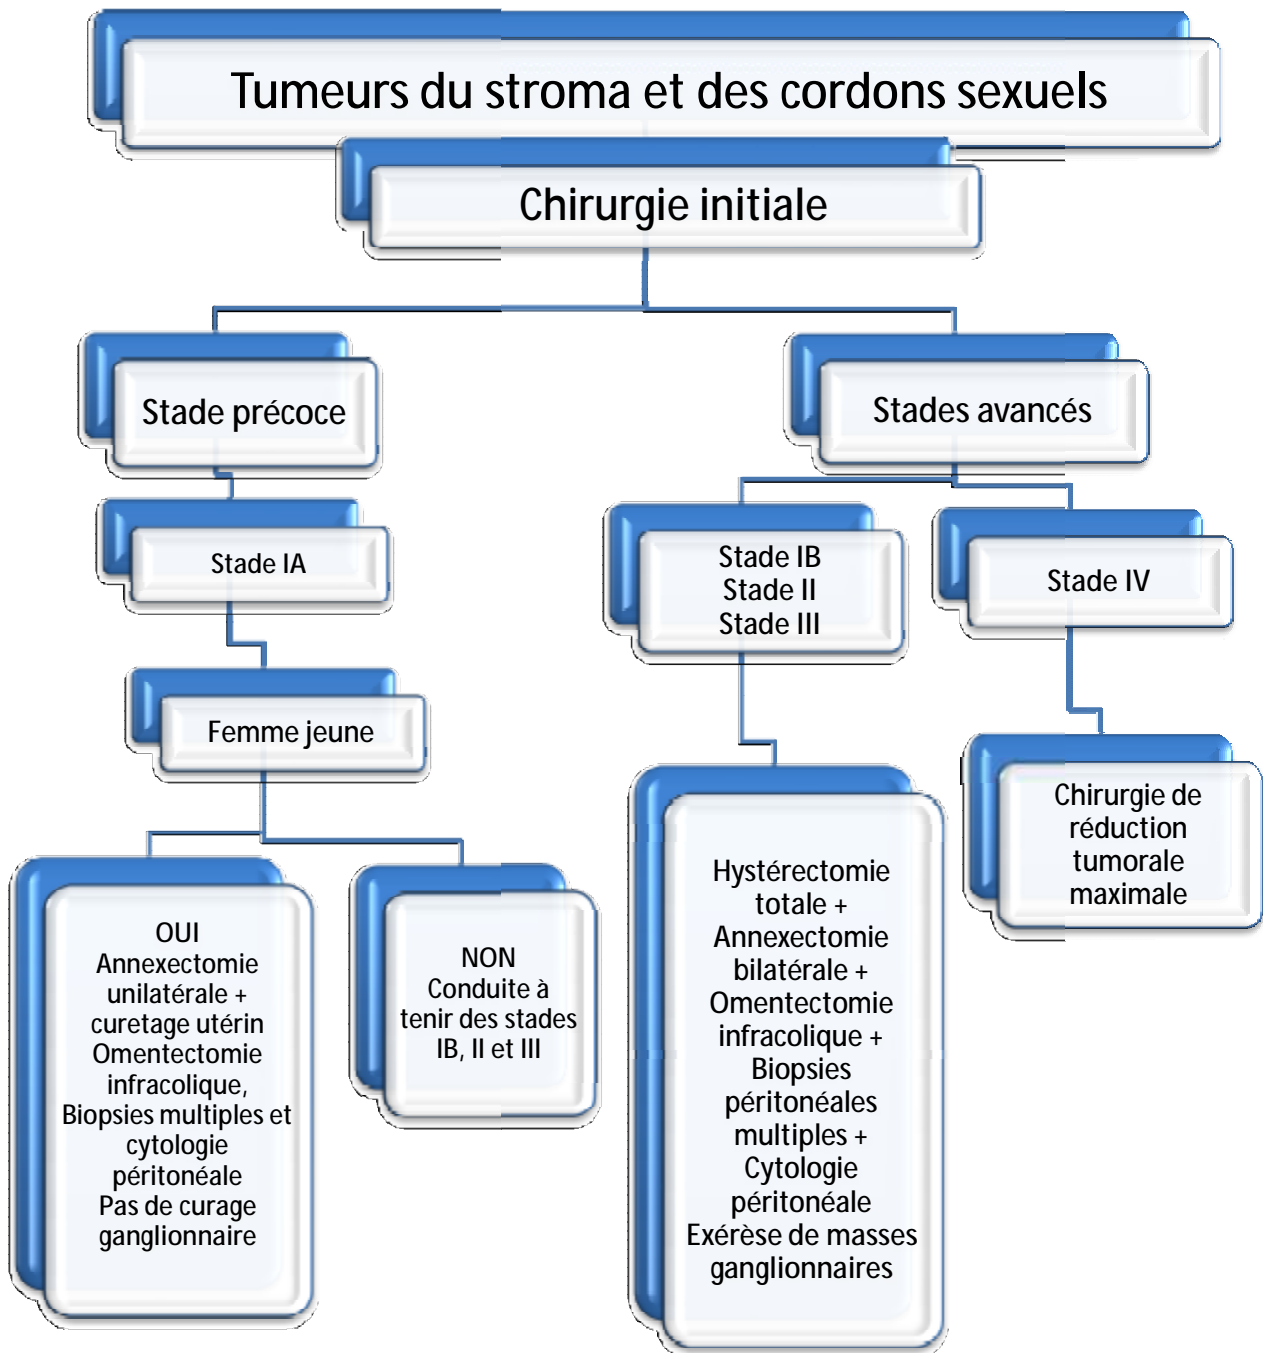 Tumeurs du stroma et des cordons sexuels
Chirurgie initiale
Stade précoce
Stades avancés
Stade IA
Stade IB
Stade II
Stade III
Stade IV
Femme jeune
OUI
Annexectomie
unilatérale +
curetage utérin
Omentectomie
infracolique,
Biopsies multiples et
cytologie
péritonéale
Pas de curage
ganglionnaire
NON
Conduite à
tenir des stades
IB, II et III
Hystérectomie
totale +
Annexectomie
bilatérale +
Omentectomie
infracolique +
Biopsies
péritonéales
multiples +
Cytologie
péritonéale
Exérèse de masses
ganglionnaires
Chirurgie de
réduction
tumorale
maximale